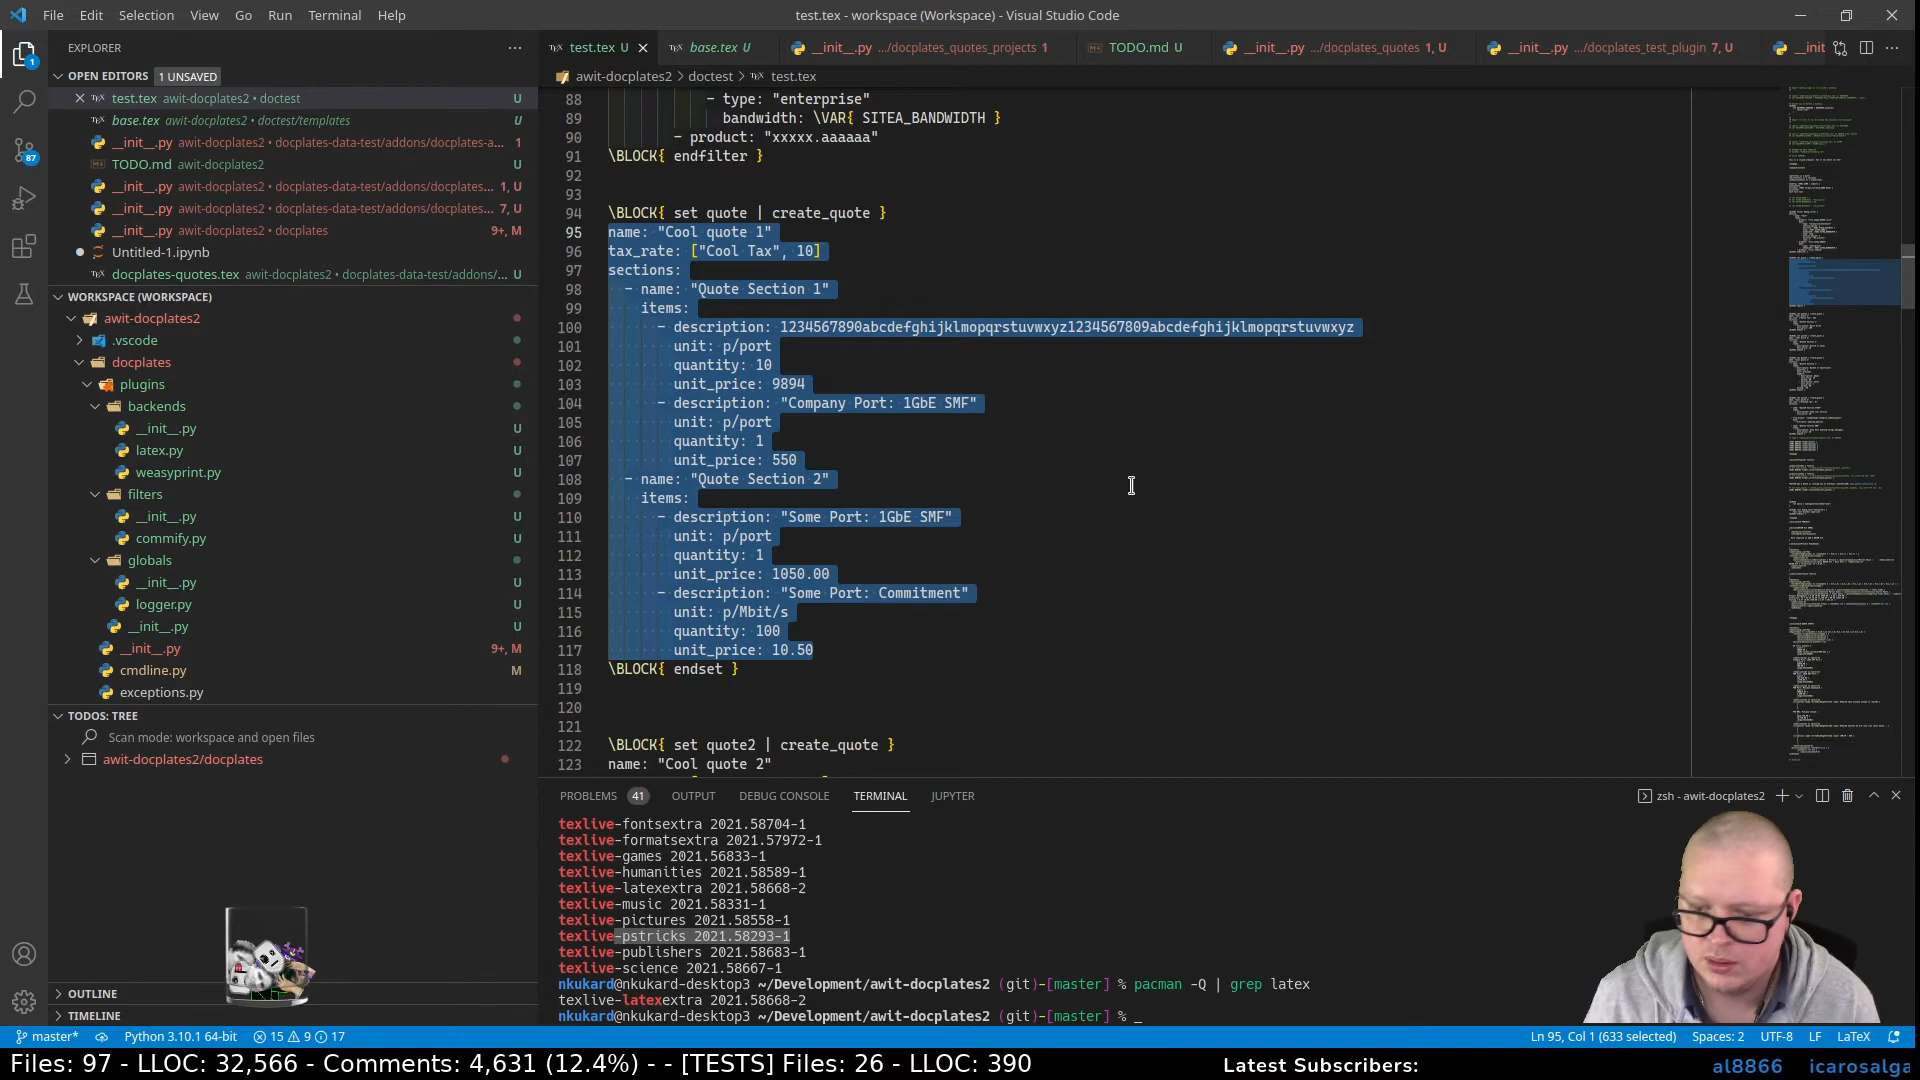 File Edit Selection View Go Run Terminal Help
test.tex - workspace (Workspace) - Visual Studio Code
EXPLORER
OPEN EDITORS 1 UNSAVED
test.tex awit-docplates2 • doctest U
base.tex awit-docplates2 • doctest/templates U
__init__.py awit-docplates2 • docplates-data-test/addons/docplates-a... 1
TODO.md awit-docplates2 U
__init__.py awit-docplates2 • docplates-data-test/addons/docplates... 1, U
__init__.py awit-docplates2 • docplates-data-test/addons/docplates... 7, U
__init__.py awit-docplates2 • docplates 9+, M
Untitled-1.ipynb
docplates-quotes.tex awit-docplates2 • docplates-data-test/addons/... U
WORKSPACE (WORKSPACE)
awit-docplates2
.vscode
docplates
plugins
backends
__init__.py U
latex.py U
weasyprint.py U
filters
__init__.py U
commify.py U
globals
__init__.py U
logger.py U
__init__.py U
__init__.py 9+, M
cmdline.py M
exceptions.py
TODOS: TREE
Scan mode: workspace and open files
awit-docplates2/docplates
OUTLINE
TIMELINE
1
87
test.tex U
base.tex U
__init__.py .../docplates_quotes_projects 1
TODO.md U
__init__.py .../docplates_quotes 1, U
__init__.py .../docplates_test_plugin 7, U
__init
awit-docplates2 > doctest > test.tex
88 - type: "enterprise"
89 bandwidth: \VAR{ SITEA_BANDWIDTH }
90 - product: "xxxxx.aaaaaa"
91 \BLOCK{ endfilter }
92
93
94 \BLOCK{ set quote | create_quote }
95 name: "Cool quote 1"
96 tax_rate: ["Cool Tax", 10]
97 sections:
98 - name: "Quote Section 1"
99 items:
100 - description: 1234567890abcdefghijklmopqrstuvwxyz1234567809abcdefghijklmopqrstuvwxyz
101 unit: p/port
102 quantity: 10
103 unit_price: 9894
104 - description: "Company Port: 1GbE SMF"
105 unit: p/port
106 quantity: 1
107 unit_price: 550
108 - name: "Quote Section 2"
109 items:
110 - description: "Some Port: 1GbE SMF"
111 unit: p/port
112 quantity: 1
113 unit_price: 1050.00
114 - description: "Some Port: Commitment"
115 unit: p/Mbit/s
116 quantity: 100
117 unit_price: 10.50
118 \BLOCK{ endset }
119
120
121
122 \BLOCK{ set quote2 | create_quote }
123 name: "Cool quote 2"
PROBLEMS 41 OUTPUT DEBUG CONSOLE TERMINAL JUPYTER
zsh - awit-docplates2
texlive-fontsextra 2021.58704-1
texlive-formatsextra 2021.57972-1
texlive-games 2021.56833-1
texlive-humanities 2021.58589-1
texlive-latexextra 2021.58668-2
texlive-music 2021.58331-1
texlive-pictures 2021.58558-1
texlive-pstricks 2021.58293-1
texlive-publishers 2021.58683-1
texlive-science 2021.58667-1
nkukard@nkukard-desktop3 ~/Development/awit-docplates2 (git)-[master] % pacman -Q | grep latex
texlive-latexextra 2021.58668-2
nkukard@nkukard-desktop3 ~/Development/awit-docplates2 (git)-[master] % _
master* Python 3.10.1 64-bit 15 9 17
Ln 95, Col 1 (633 selected) Spaces: 2 UTF-8 LF LaTeX
Files: 97 - LLOC: 32,566 - Comments: 4,631 (12.4%) - - [TESTS] Files: 26 - LLOC: 390
Latest Subscribers: al8866 icarosalga